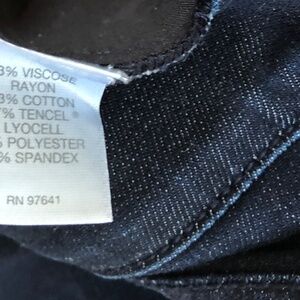 3% VISCOSE
RAYON
3% COTTON
% TENCEL®
LYOCELL
% POLYESTER
% SPANDEX
RN 97641